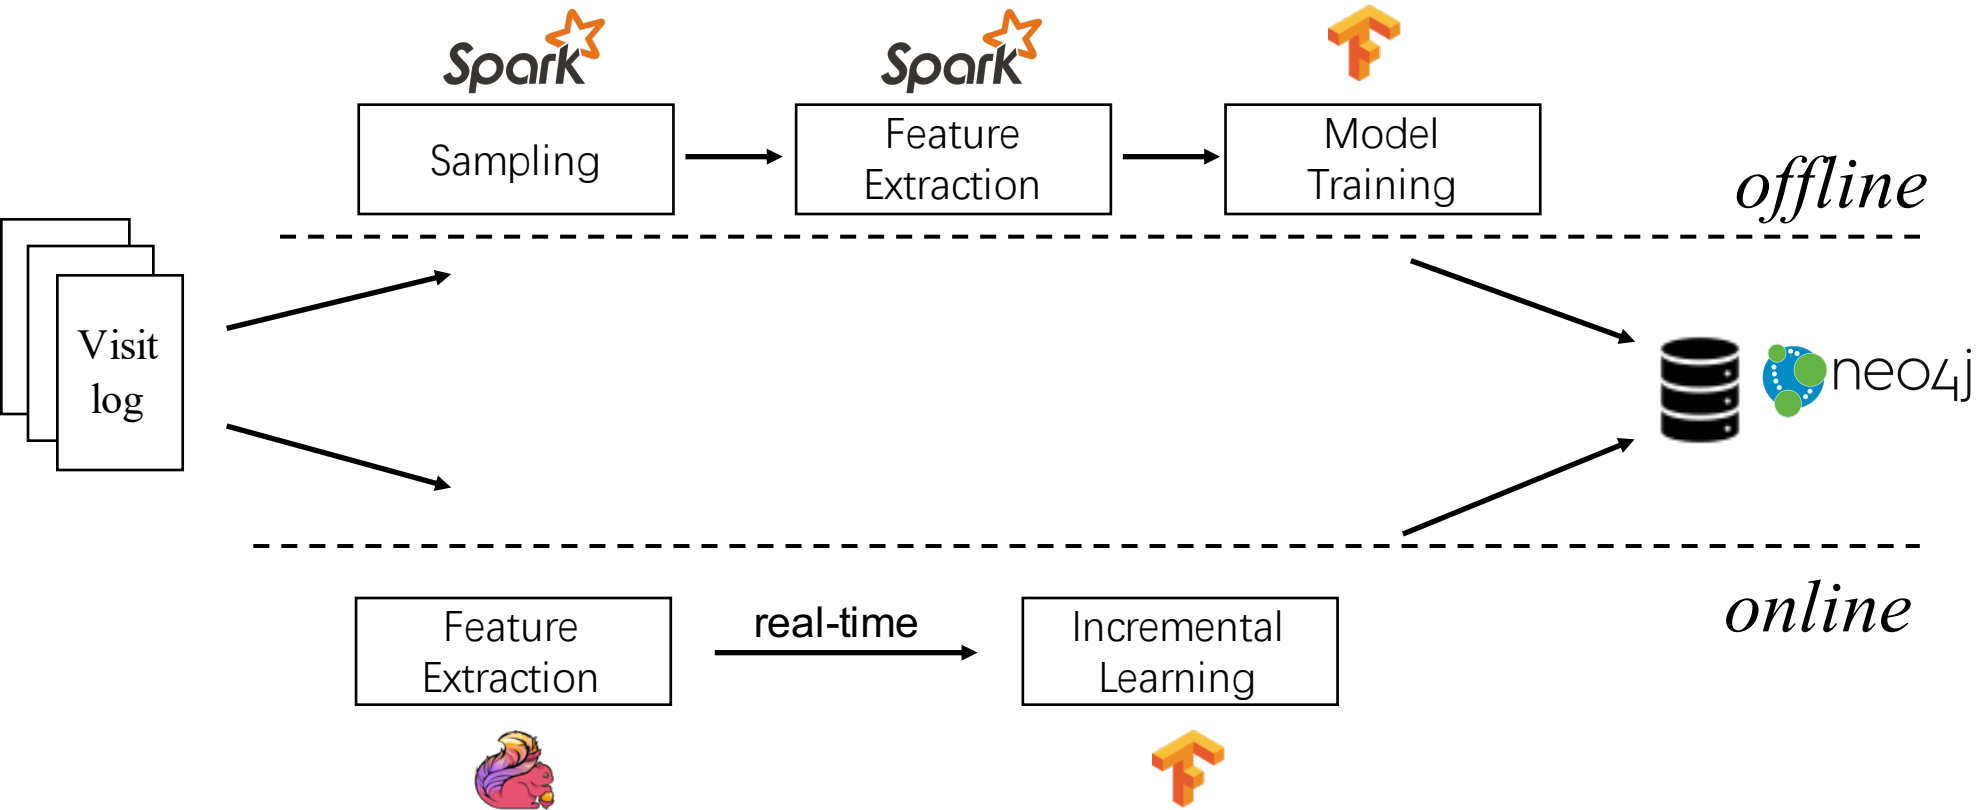 Spark
Spark
Sampling
Feature
Extraction
Model
Training
offline
Visit
log
neo4j
online
Feature
Extraction
real-time
Incremental
Learning